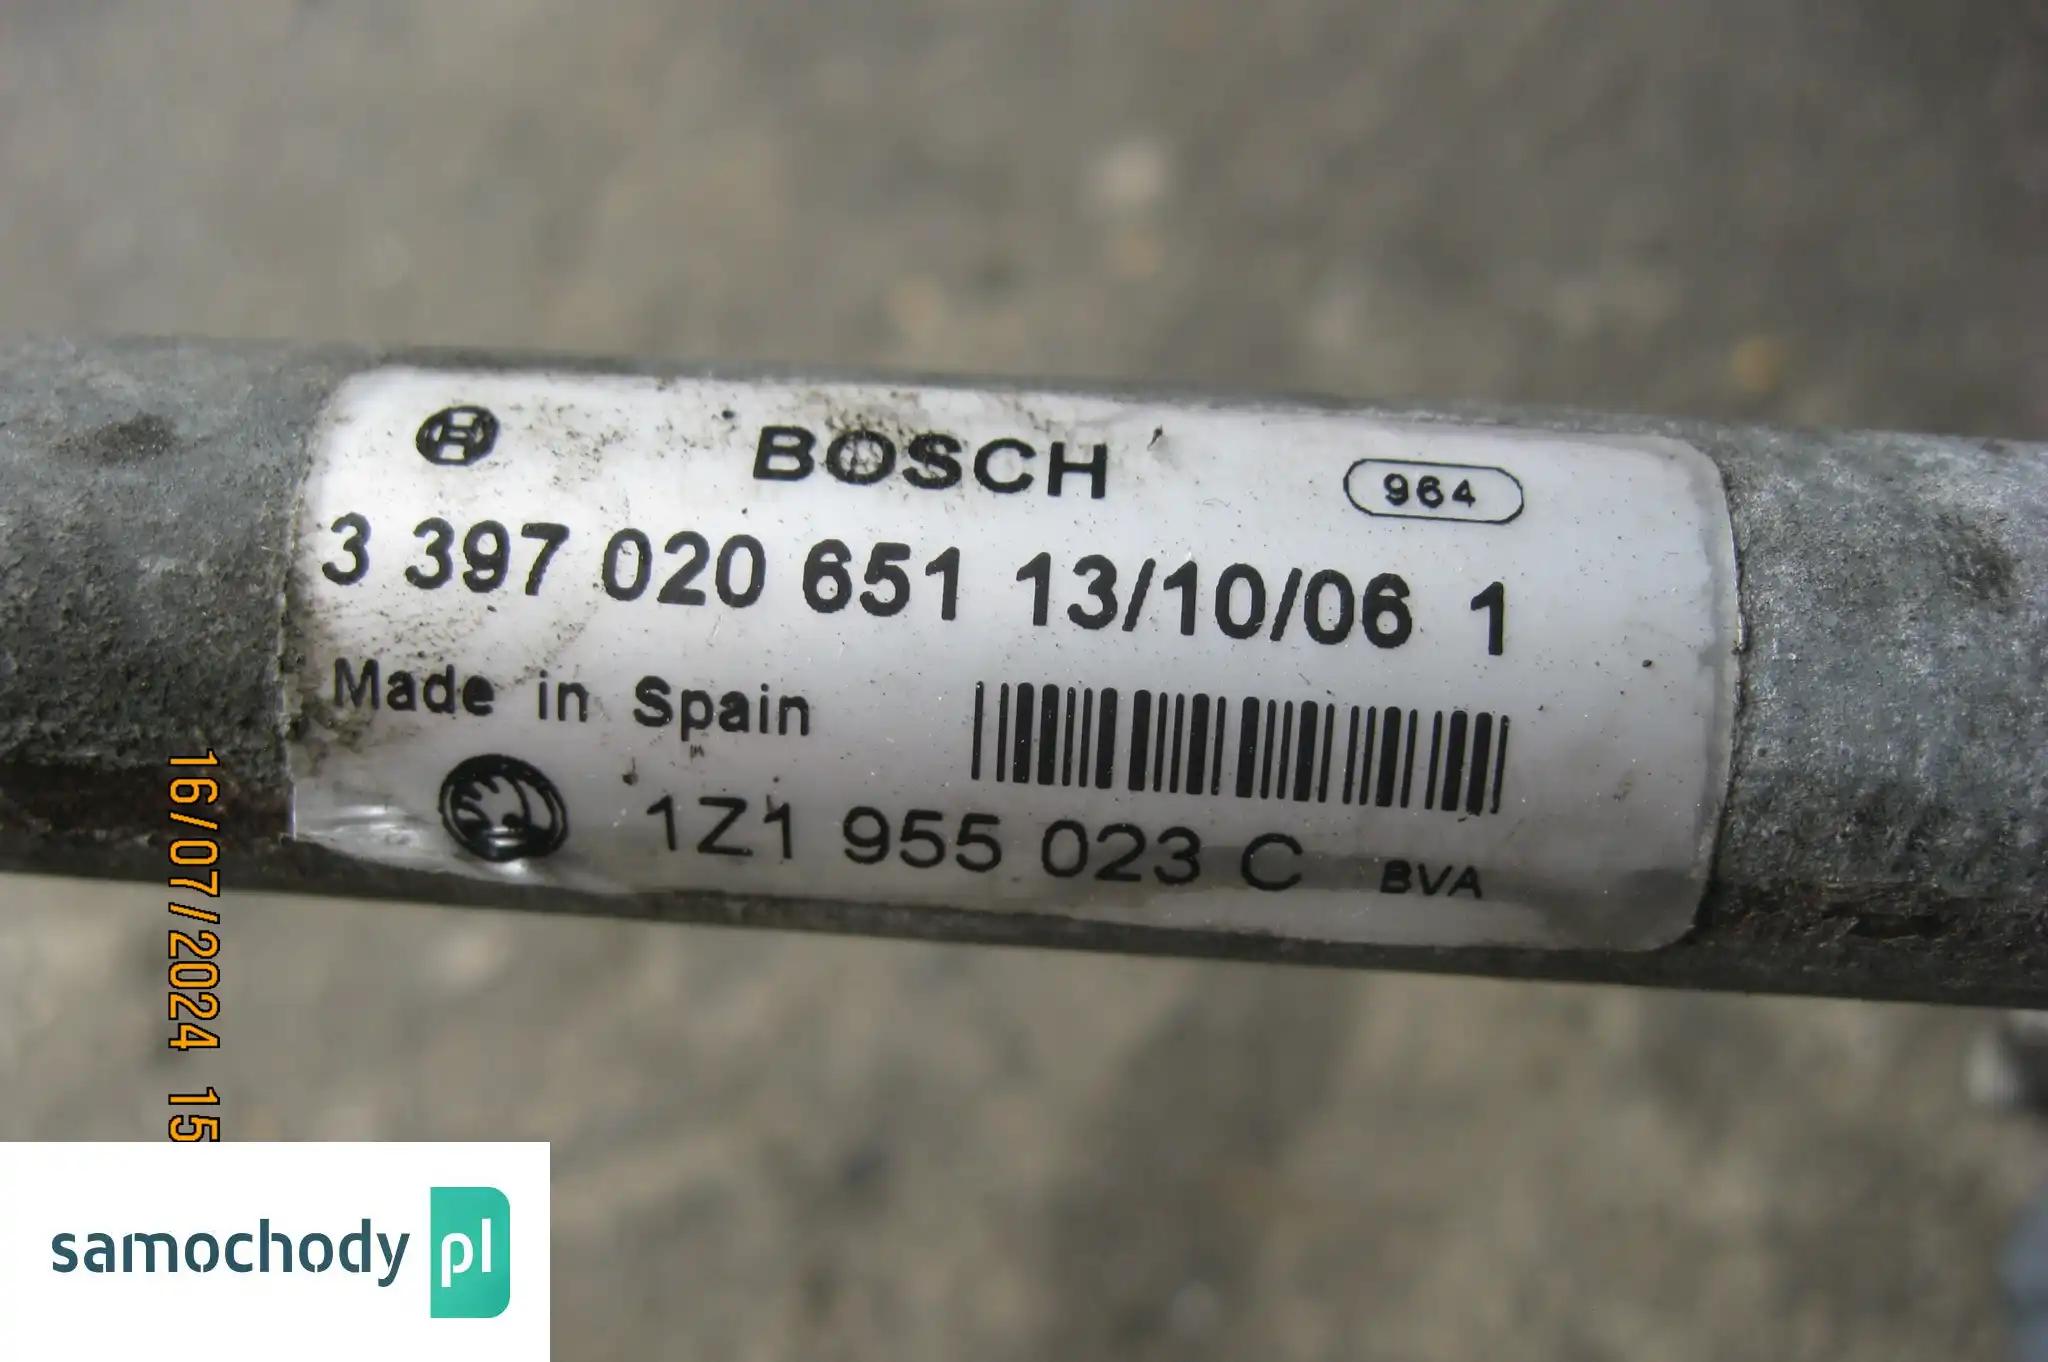 BOSCH
964
3 397 020 651 13/10/06 1
Made in Spain
1Z1 955 023 C BVA
16/07/2024 15
samochody pl